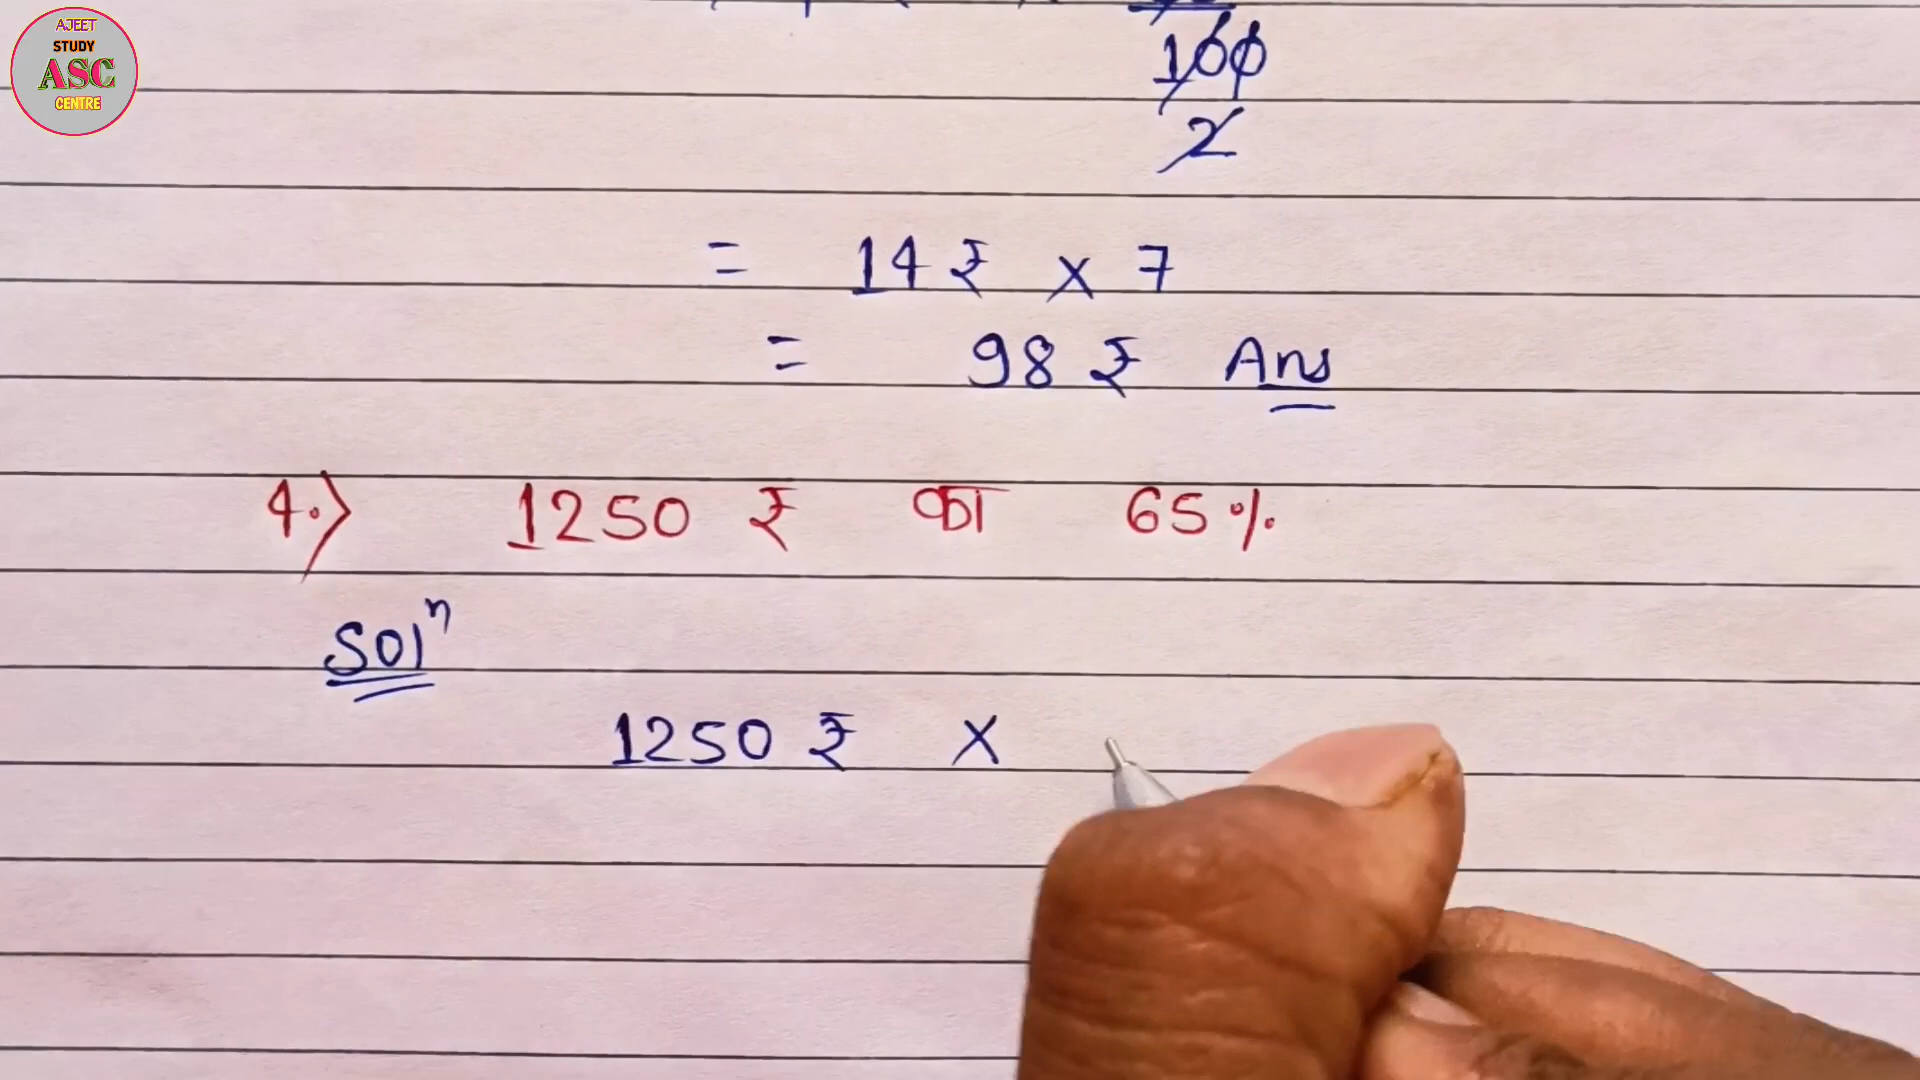 AJEET
STUDY
ASC
CENTRE
100
2
= 14 ₹ × 7
= 98 ₹ Ans
4.> 1250 ₹ का 65%
Solⁿ
1250 ₹ ×